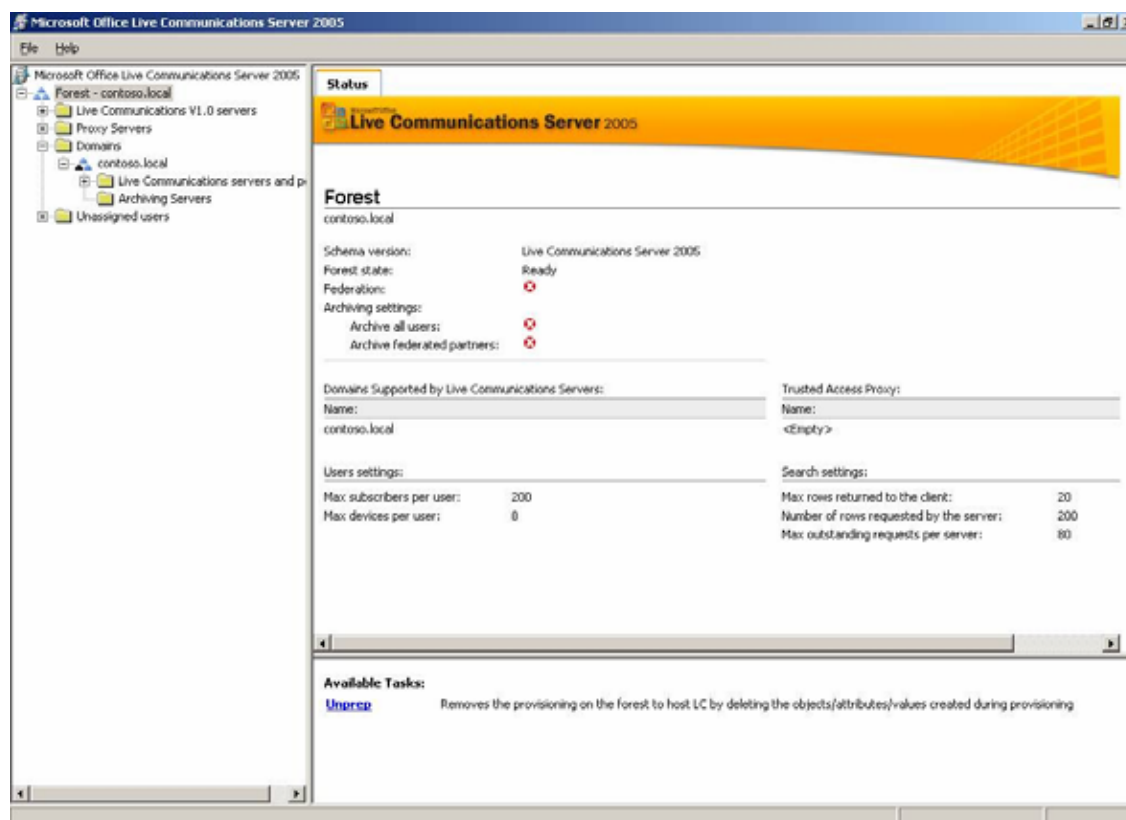 Microsoft Office Live Communications Server 2005
File Help
Microsoft Office Live Communications Server 2005
Forest - contoso.local
Live Communications V1.0 servers
Proxy Servers
Domains
contoso.local
Live Communications servers and p
Archiving Servers
Unassigned users
Status
Live Communications Server 2005
Forest
contoso.local
Schema version: Live Communications Server 2005
Forest state: Ready
Federation:
Archiving settings:
Archive all users:
Archive federated partners:
Domains Supported by Live Communications Servers: Trusted Access Proxy:
Name: Name:
contoso.local <Empty>
Users settings: Search settings:
Max subscribers per user: 200 Max rows returned to the client: 20
Max devices per user: 8 Number of rows requested by the server: 200
Max outstanding requests per server: 80
Available Tasks:
Unprep Removes the provisioning on the forest to host LC by deleting the objects/attributes/values created during provisioning